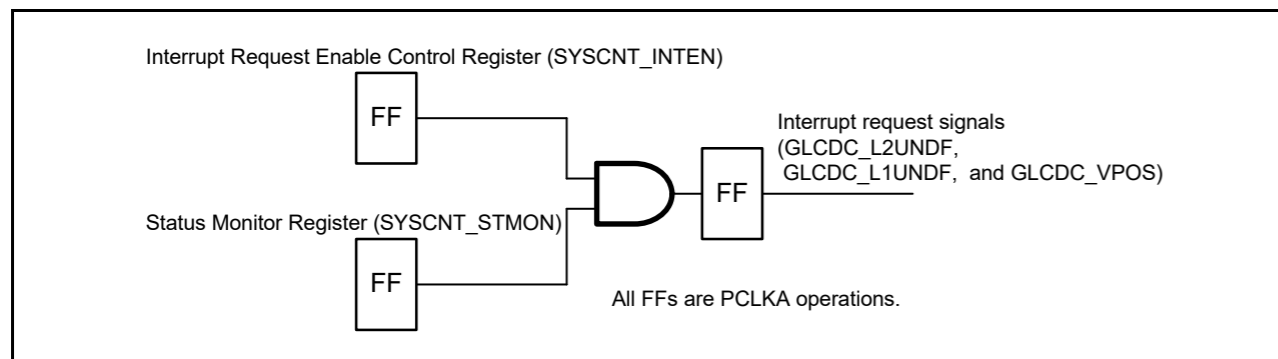 Interrupt Request Enable Control Register (SYSCNT_INTEN)
FF
Interrupt request signals
(GLCDC_L2UNDF,
GLCDC_L1UNDF,  and GLCDC_VPOS)
FF
Status Monitor Register (SYSCNT_STMON)
FF
All FFs are PCLKA operations.